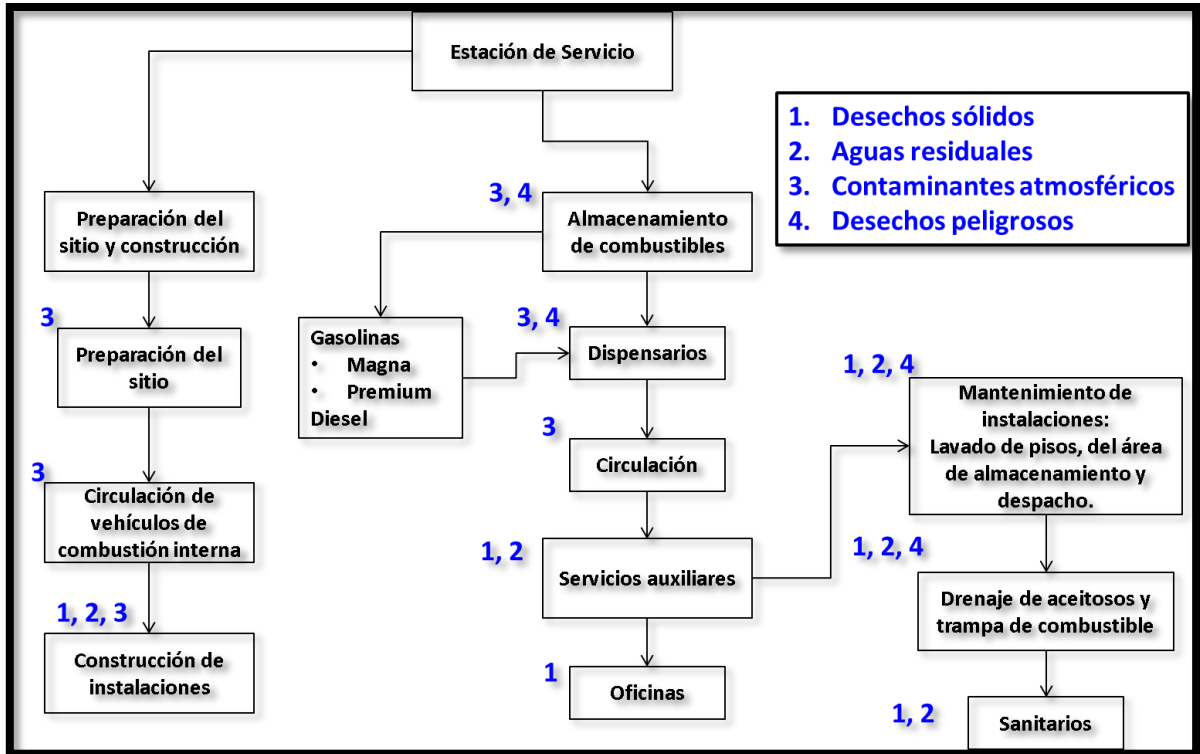 Estación de Servicio
1. Desechos sólidos
2. Aguas residuales
3. Contaminantes atmosféricos
4. Desechos peligrosos
Preparación del
sitio y construcción
3
Preparación del
sitio
3
Circulación de
vehículos de
combustión interna
1, 2, 3
Construcción de
instalaciones
3, 4
Almacenamiento
de combustibles
Gasolinas
• Magna
• Premium
Diesel
3, 4
Dispensarios
3
Circulación
1, 2
Servicios auxiliares
1
Oficinas
1, 2, 4
Mantenimiento de
instalaciones:
Lavado de pisos, del área
de almacenamiento y
despacho.
1, 2, 4
Drenaje de aceitosos y
trampa de combustible
1, 2
Sanitarios